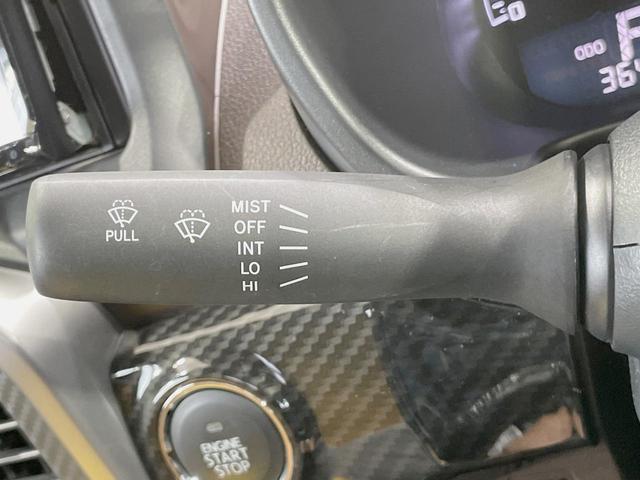 ODO
PULL
MIST
OFF
INT
LO
HI
ENGINE
START
STOP